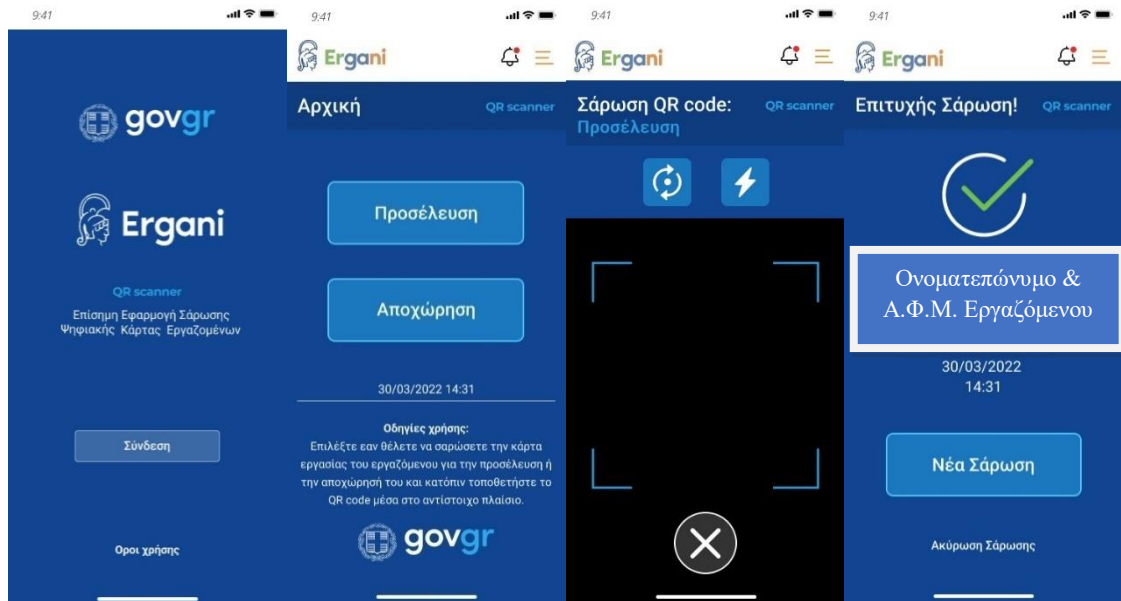 9:41
govgr
Ergani
QR scanner
Επίσημη Εφαρμογή Σάρωσης
Ψηφιακής Κάρτας Εργαζομένων
Σύνδεση
Οροι χρήσης
9:41
Ergani
Αρχική
QR scanner
Προσέλευση
Αποχώρηση
30/03/2022 14:31
Οδηγίες χρήσης:
Επιλέξτε εαν θέλετε να σαρώσετε την κάρτα
εργασίας του εργαζόμενου για την προσέλευση ή
την αποχώρησή του και κατόπιν τοποθετήστε το
QR code μέσα στο αντίστοιχο πλαίσιο.
govgr
9:41
Ergani
Σάρωση QR code:
QR scanner
Προσέλευση
9:41
Ergani
Επιτυχής Σάρωση!
QR scanner
Ονοματεπώνυμο &
Α.Φ.Μ. Εργαζόμενου
30/03/2022
14:31
Νέα Σάρωση
Ακύρωση Σάρωσης